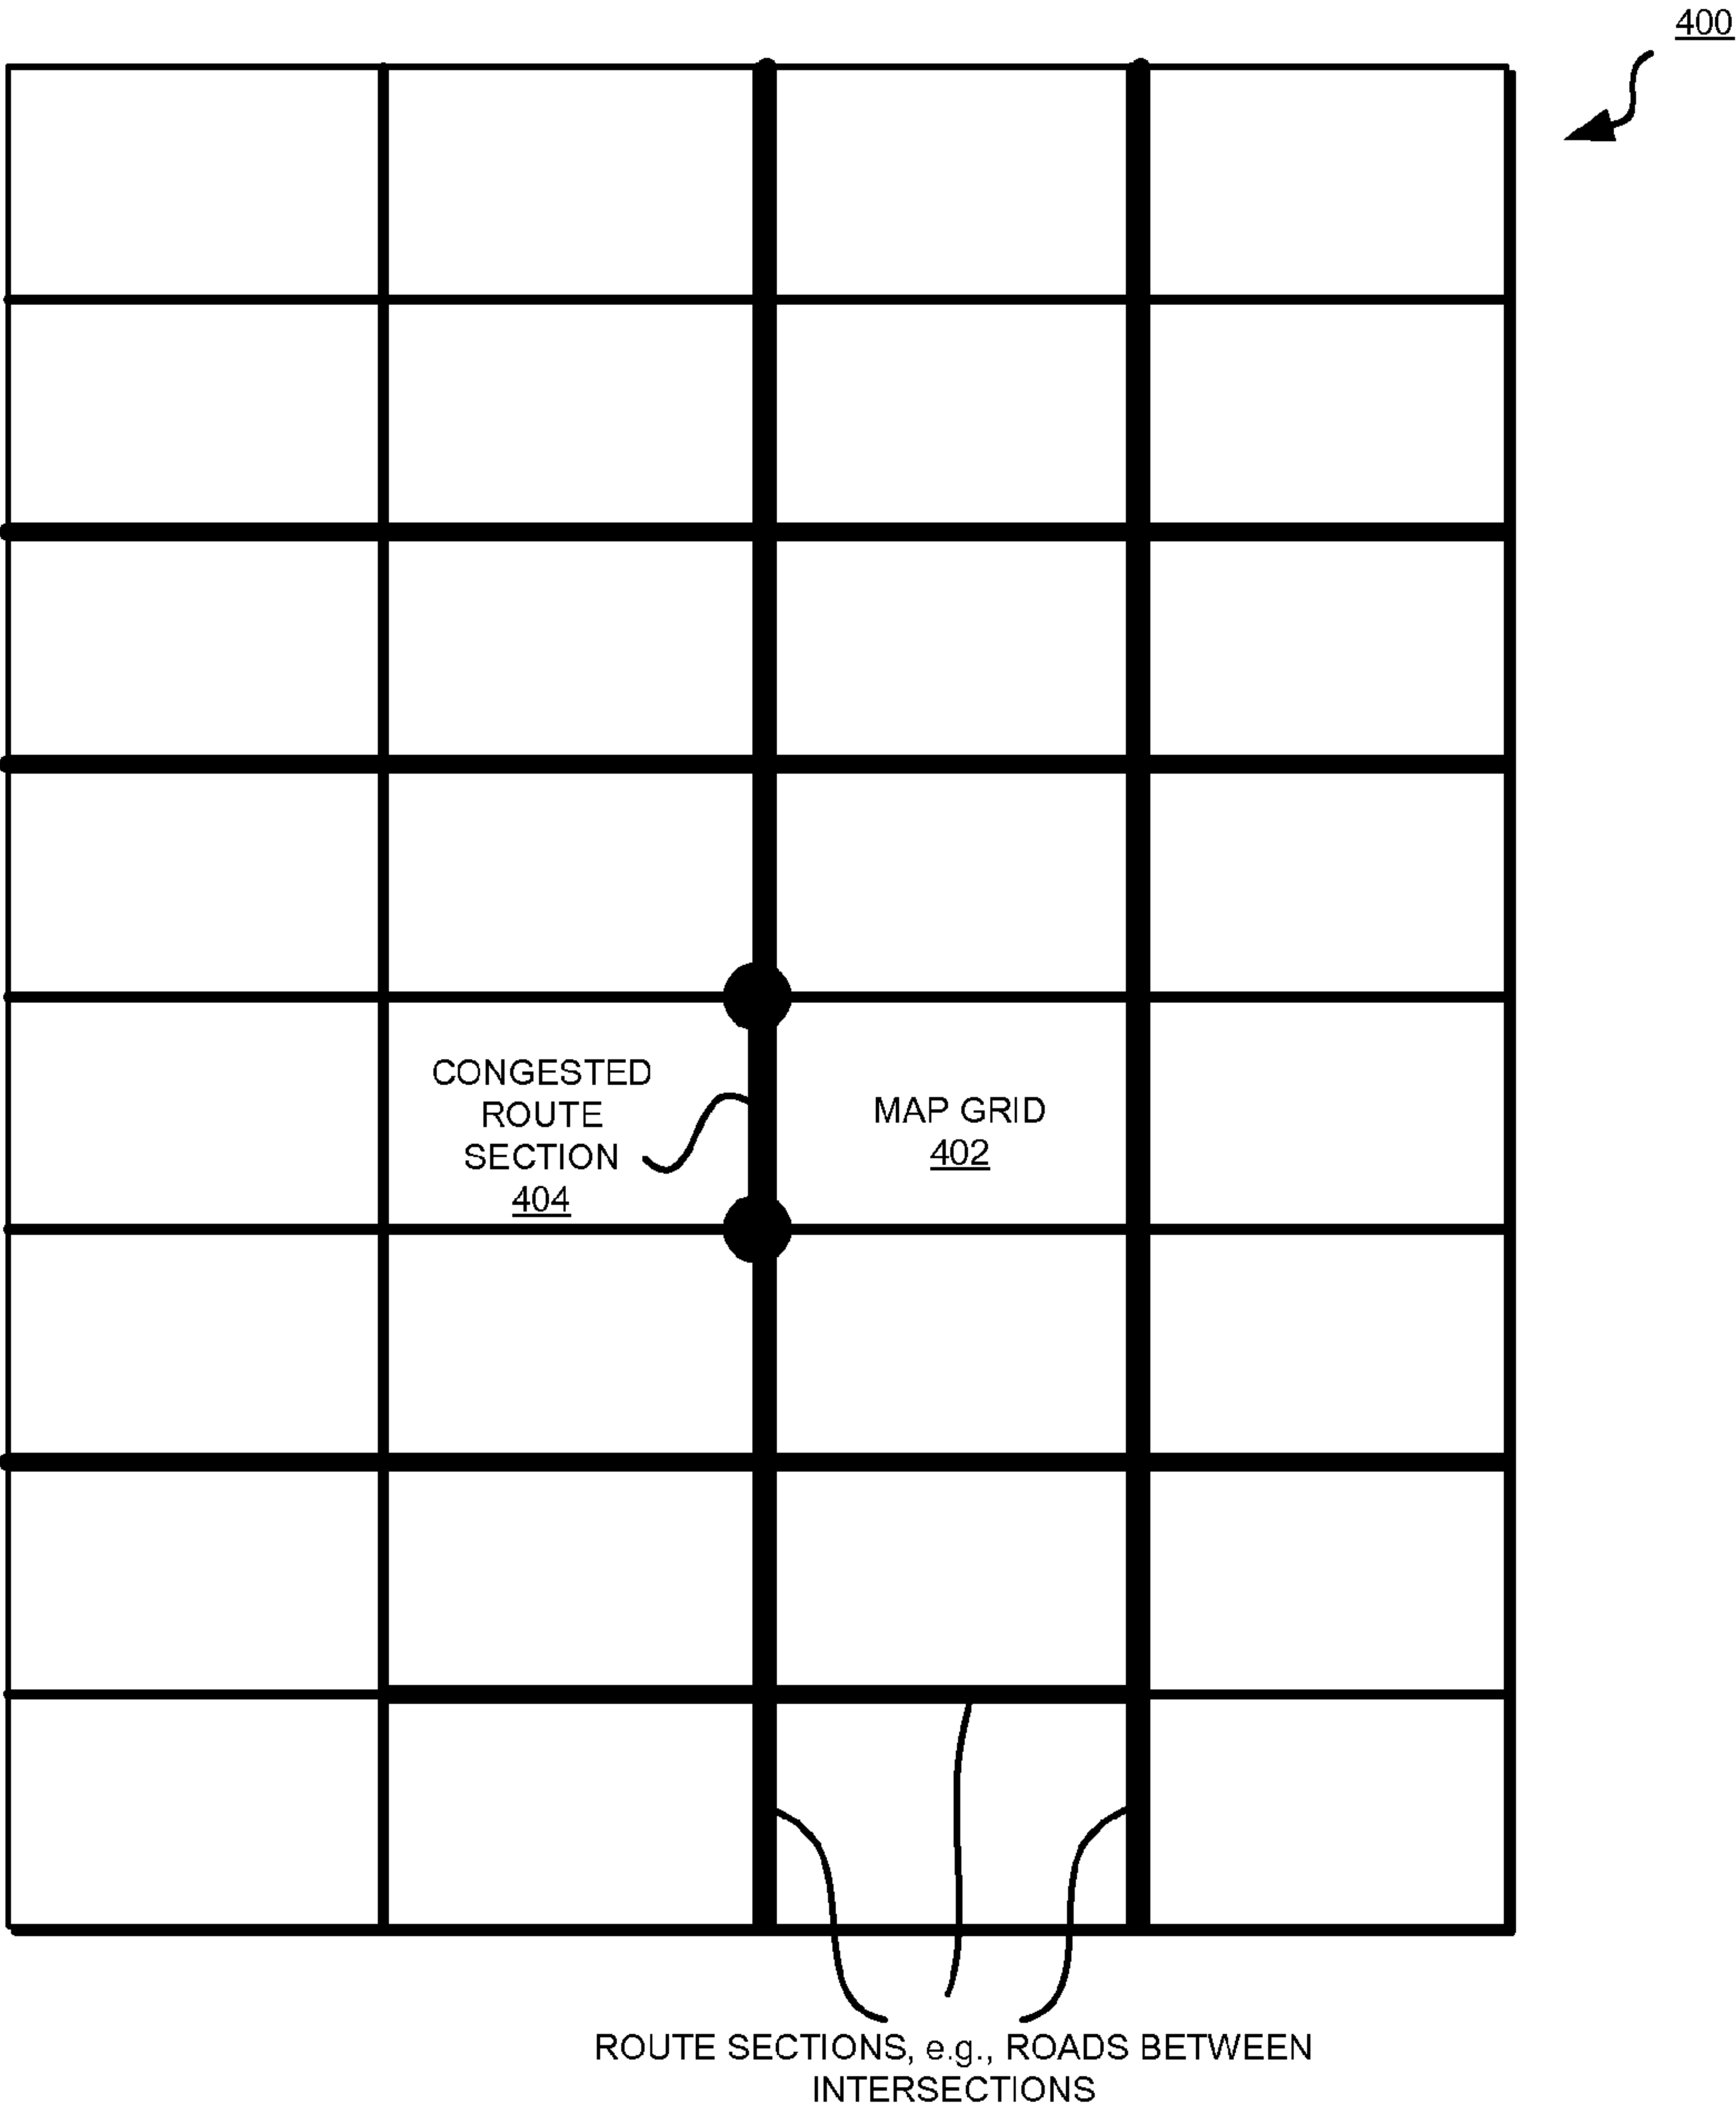 400
CONGESTED
ROUTE
SECTION
404
MAP GRID
402
ROUTE SECTIONS, e.g., ROADS BETWEEN
INTERSECTIONS